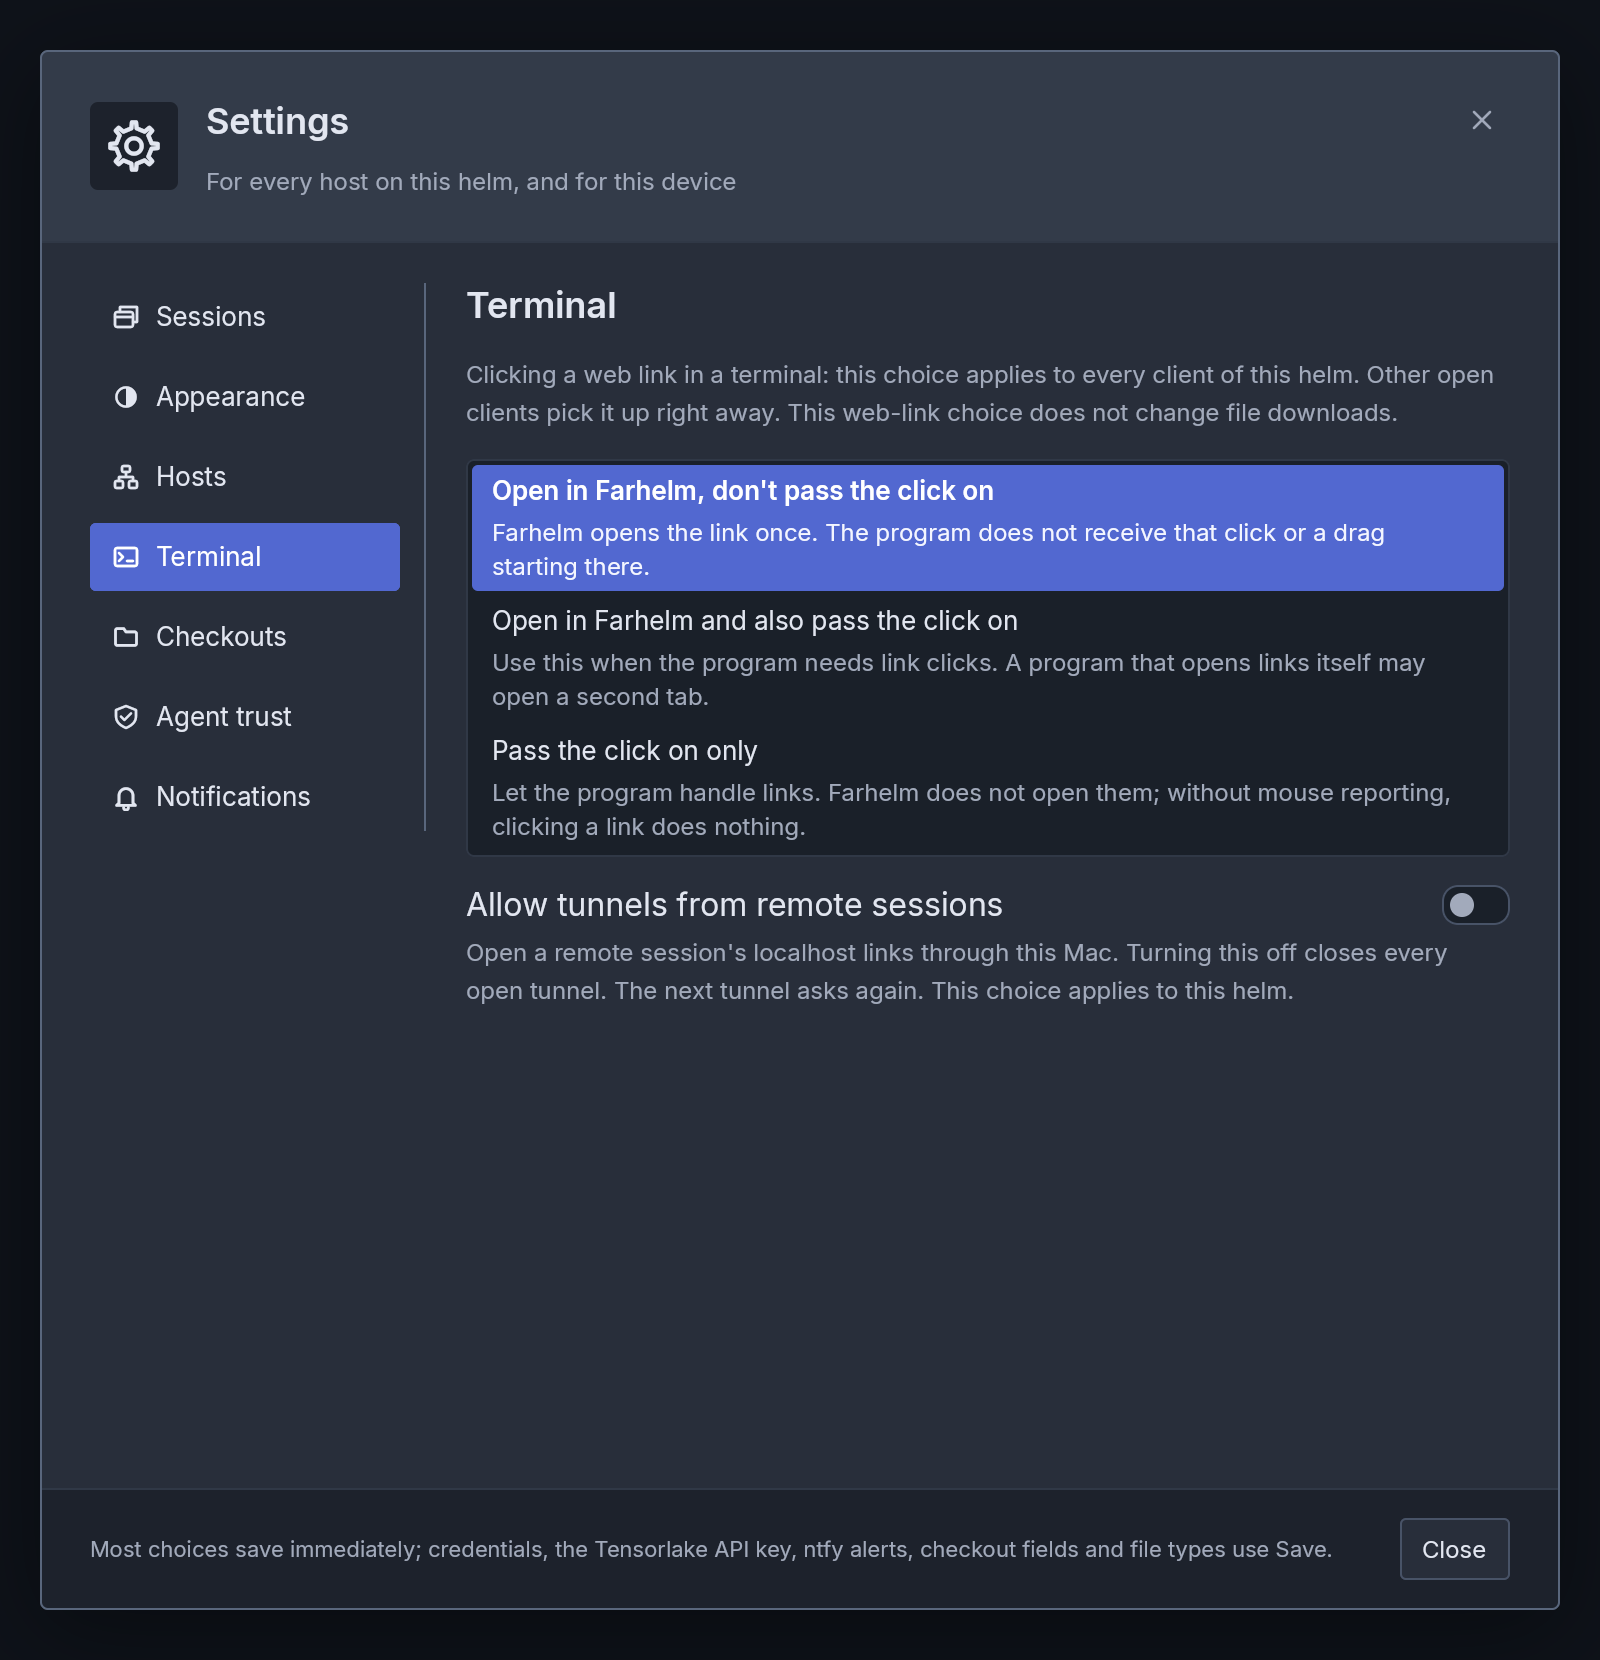 Settings
For every host on this helm, and for this device
Sessions
Appearance
Hosts
Terminal
Checkouts
Agent trust
Notifications
Terminal
Clicking a web link in a terminal: this choice applies to every client of this helm. Other open
clients pick it up right away. This web-link choice does not change file downloads.
Open in Farhelm, don't pass the click on
Farhelm opens the link once. The program does not receive that click or a drag
starting there.
Open in Farhelm and also pass the click on
Use this when the program needs link clicks. A program that opens links itself may
open a second tab.
Pass the click on only
Let the program handle links. Farhelm does not open them; without mouse reporting,
clicking a link does nothing.
Allow tunnels from remote sessions
Open a remote session's localhost links through this Mac. Turning this off closes every
open tunnel. The next tunnel asks again. This choice applies to this helm.
Most choices save immediately; credentials, the Tensorlake API key, ntfy alerts, checkout fields and file types use Save.
Close